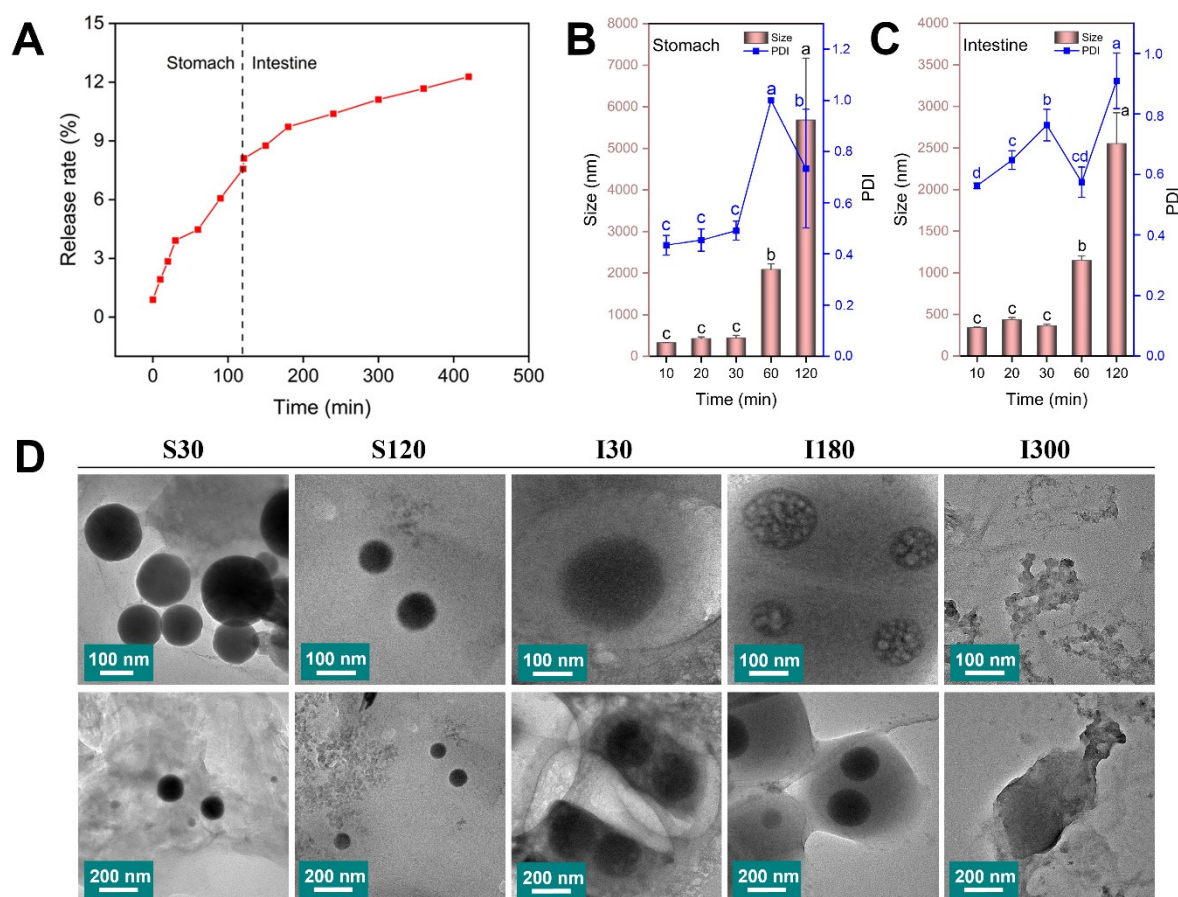 A
Release rate (%)
15
12
9
6
3
0
Stomach
Intestine
0
100
200
300
400
500
Time (min)
B
Stomach
Size
PDI
Size (nm)
8000
7000
6000
5000
4000
3000
2000
1000
0
1.2
1.0
0.8
0.6
0.4
0.2
0.0
PDI
c
c
c
a
b
c
c
c
b
a
10
20
30
60
120
Time (min)
C
Intestine
Size
PDI
Size (nm)
4000
3500
3000
2500
2000
1500
1000
500
0
1.0
0.8
0.6
0.4
0.2
0.0
PDI
d
c
b
cd
a
c
c
c
b
a
10
20
30
60
120
Time (min)
D
S30
S120
I30
I180
I300
100 nm
100 nm
100 nm
100 nm
100 nm
200 nm
200 nm
200 nm
200 nm
200 nm